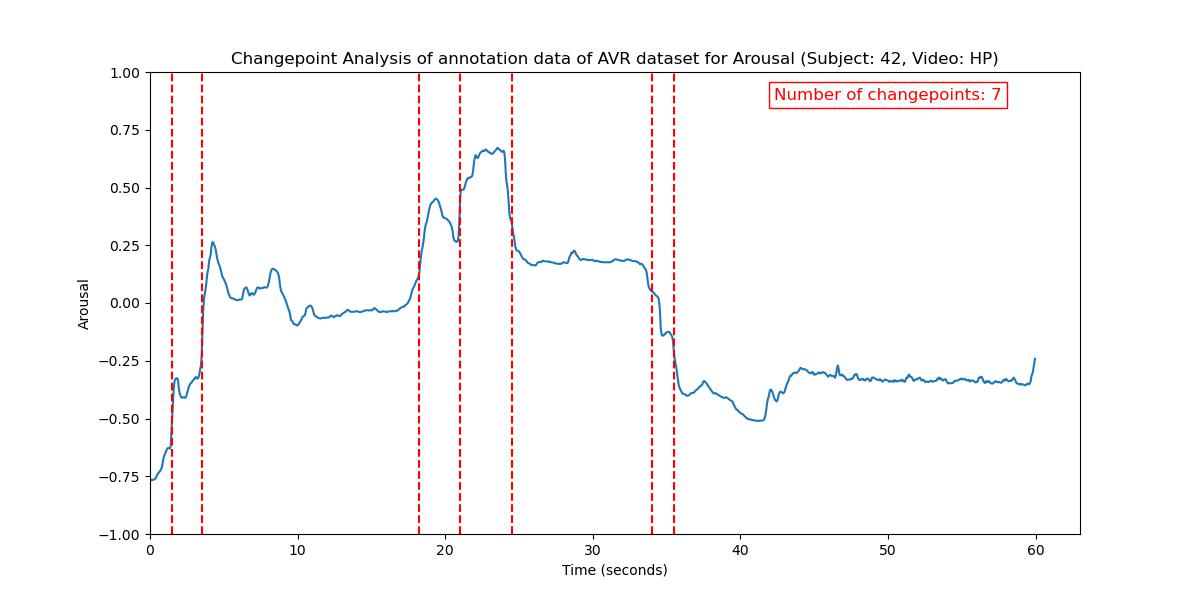 Changepoint Analysis of annotation data of AVR dataset for Arousal (Subject: 42, Video: HP)
Number of changepoints: 7
1.00
0.75
0.50
0.25
0.00
−0.25
−0.50
−0.75
−1.00
Arousal
0 10 20 30 40 50 60
Time (seconds)